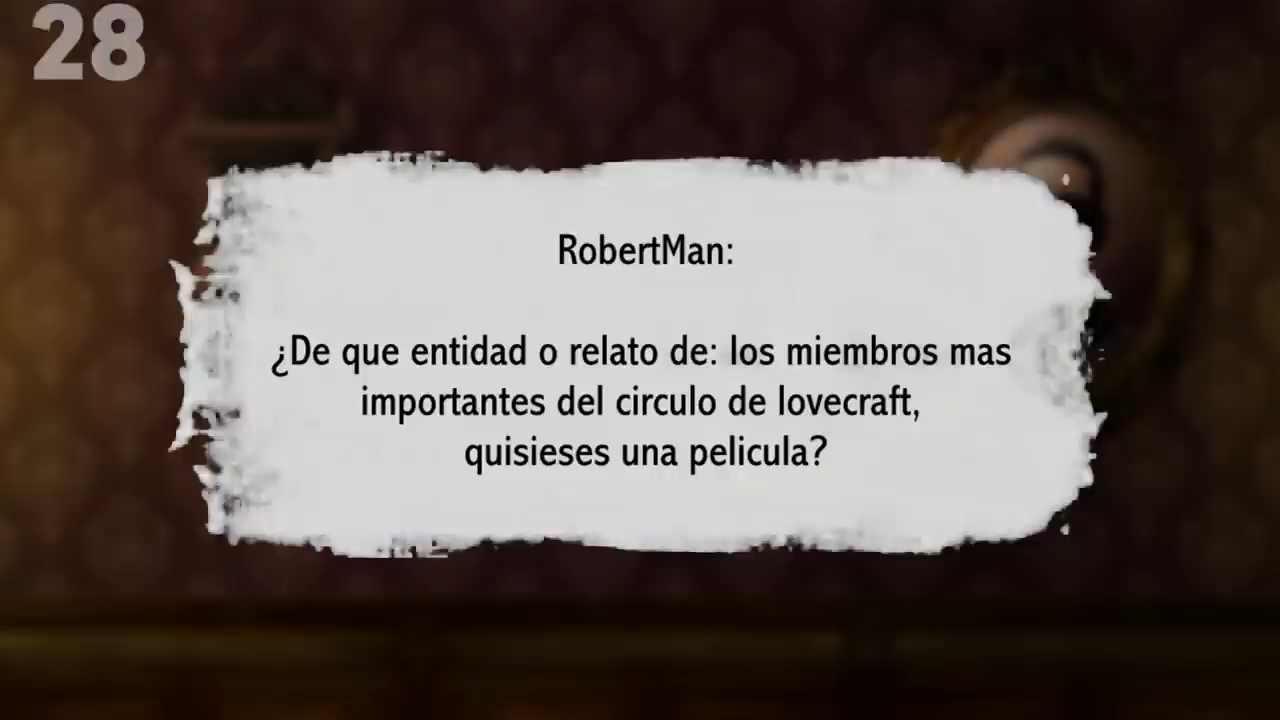 28
RobertMan:
¿De que entidad o relato de: los miembros mas
importantes del circulo de lovecraft,
quisieses una pelicula?